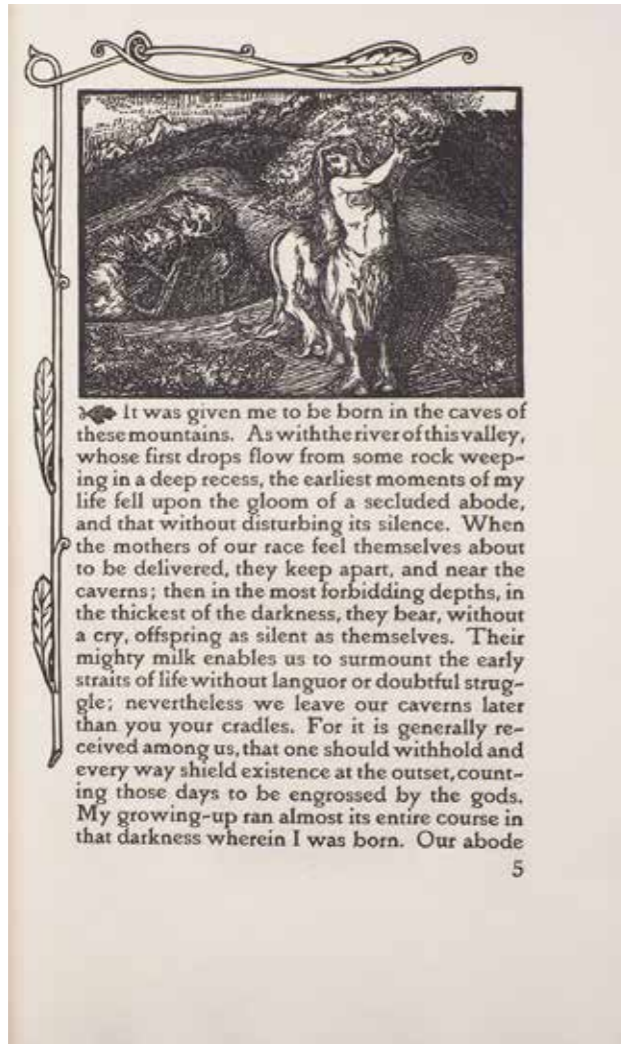 It was given me to be born in the caves of
these mountains. As with the river of this valley,
whose first drops flow from some rock weep-
ing in a deep recess, the earliest moments of my
life fell upon the gloom of a secluded abode,
and that without disturbing its silence. When
the mothers of our race feel themselves about
to be delivered, they keep apart, and near the
caverns; then in the most forbidding depths, in
the thickest of the darkness, they bear, without
a cry, offspring as silent as themselves. Their
mighty milk enables us to surmount the early
straits of life without languor or doubtful strug-
gle; nevertheless we leave our caverns later
than you your cradles. For it is generally re-
ceived among us, that one should withhold and
every way shield existence at the outset, count-
ing those days to be engrossed by the gods.
My growing-up ran almost its entire course in
that darkness wherein I was born. Our abode
5